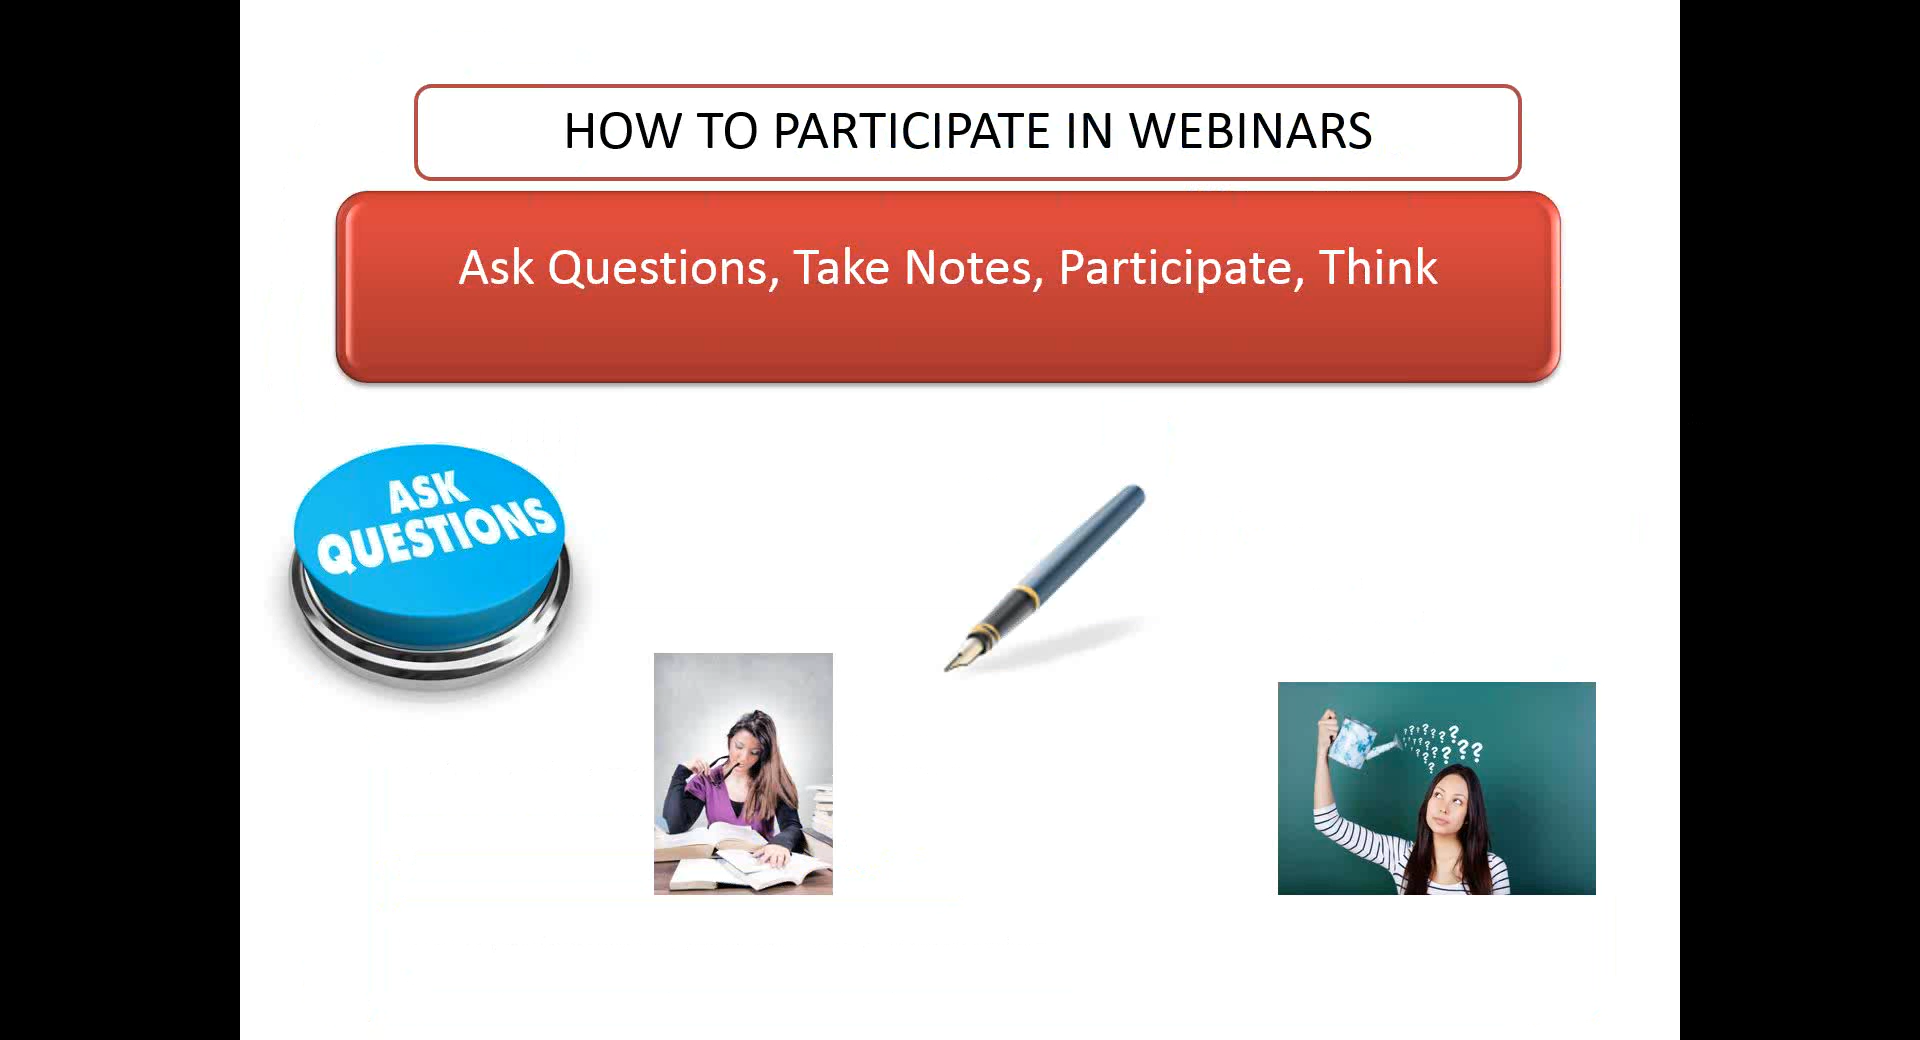 HOW TO PARTICIPATE IN WEBINARS
Ask Questions, Take Notes, Participate, Think
ASK
QUESTIONS